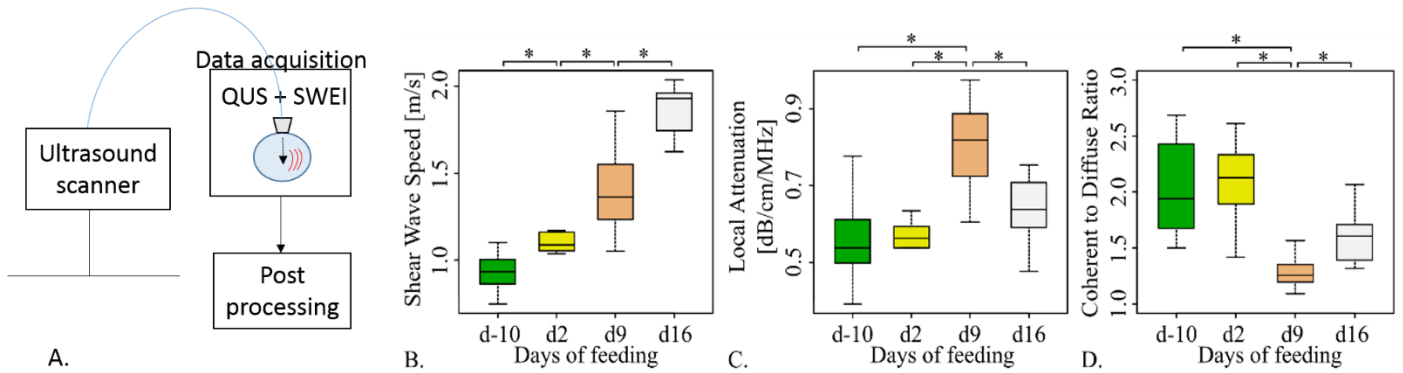 Data acquisition
QUS + SWEI
Ultrasound
scanner
Post
processing
A.
* * *
Shear Wave Speed [m/s]
2.0
1.5
1.0
d-10 d2 d9 d16
Days of feeding
B.
*
* *
Local Attenuation
[dB/cm/MHz]
0.9
0.7
0.5
d-10 d2 d9 d16
Days of feeding
C.
*
* *
Coherent to Diffuse Ratio
3.0
2.5
2.0
1.5
1.0
d-10 d2 d9 d16
Days of feeding
D.